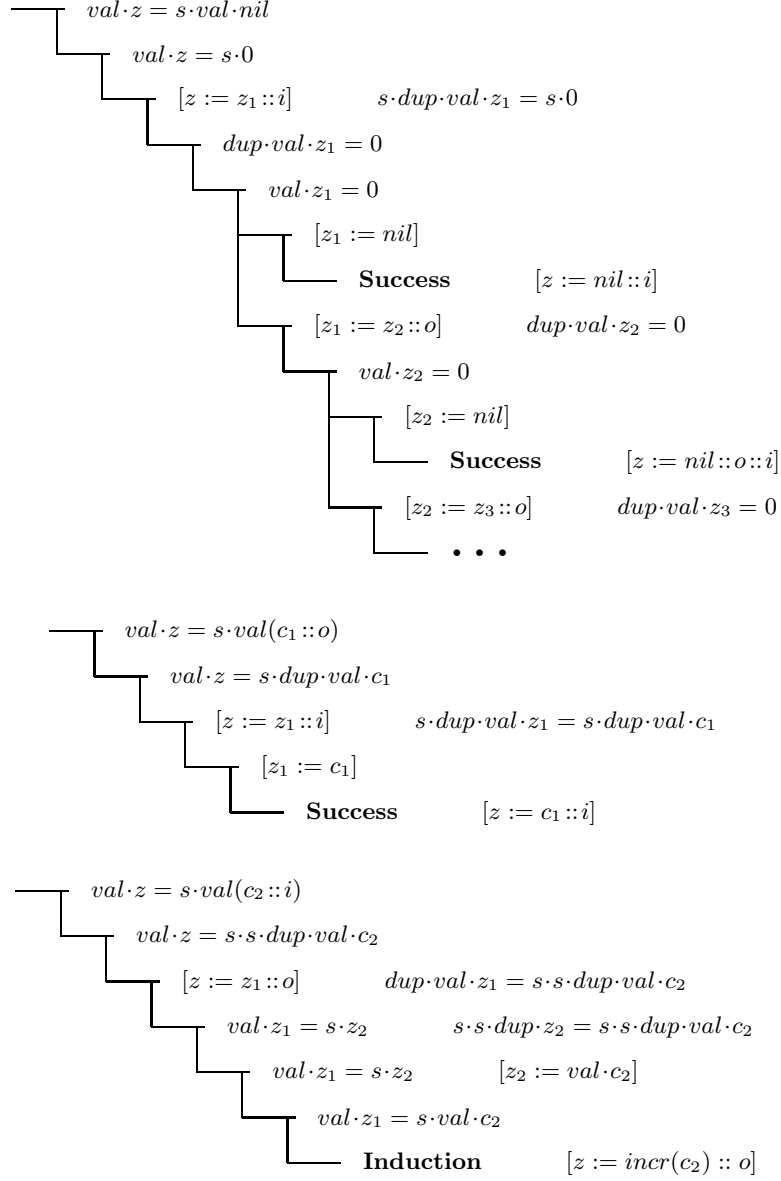 val·z = s·val·nil
val·z = s·0
[z := z₁::i] s·dup·val·z₁ = s·0
dup·val·z₁ = 0
val·z₁ = 0
[z₁ := nil]
Success [z := nil::i]
[z₁ := z₂::o] dup·val·z₂ = 0
val·z₂ = 0
[z₂ := nil]
Success [z := nil::o::i]
[z₂ := z₃::o] dup·val·z₃ = 0
• • •
val·z = s·val(c₁::o)
val·z = s·dup·val·c₁
[z := z₁::i] s·dup·val·z₁ = s·dup·val·c₁
[z₁ := c₁]
Success [z := c₁::i]
val·z = s·val(c₂::i)
val·z = s·s·dup·val·c₂
[z := z₁::o] dup·val·z₁ = s·s·dup·val·c₂
val·z₁ = s·z₂ s·s·dup·z₂ = s·s·dup·val·c₂
val·z₁ = s·z₂ [z₂ := val·c₂]
val·z₁ = s·val·c₂
Induction [z := incr(c₂) :: o]